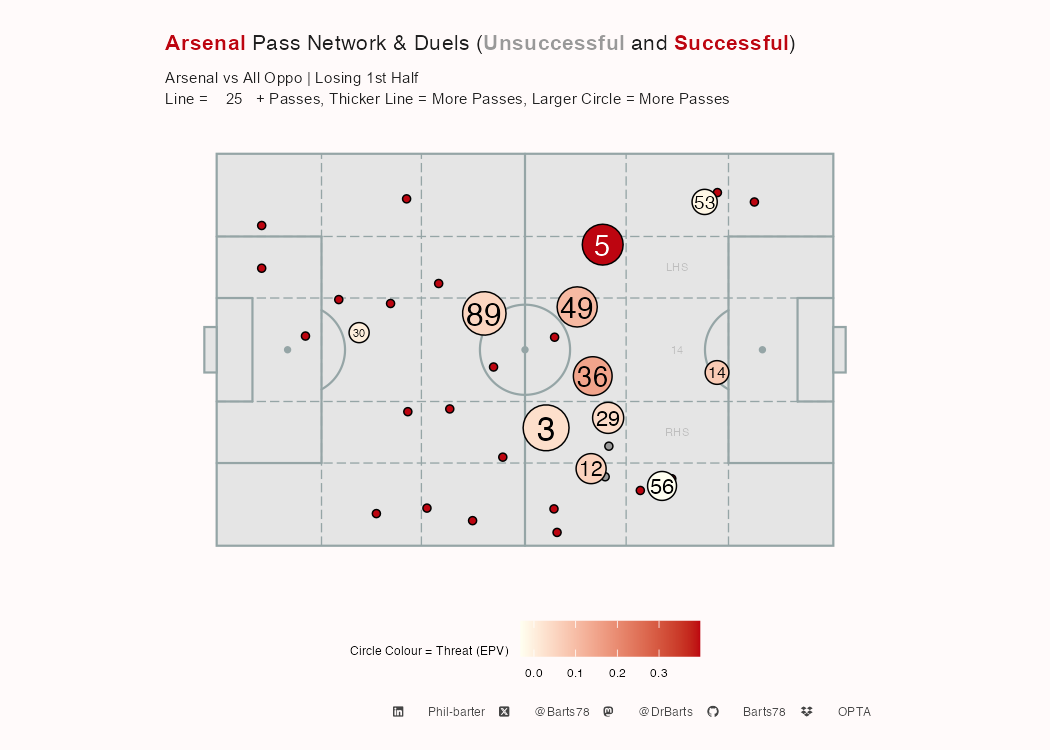 Arsenal Pass Network & Duels (Unsuccessful and Successful)
Arsenal vs All Oppo | Losing 1st Half
Line = 25 + Passes, Thicker Line = More Passes, Larger Circle = More Passes
53
5
LHS
89
49
30
14
36
14
3
29
RHS
12
56
Circle Colour = Threat (EPV)
0.0 0.1 0.2 0.3
Phil-barter @Barts78 @DrBarts Barts78 OPTA